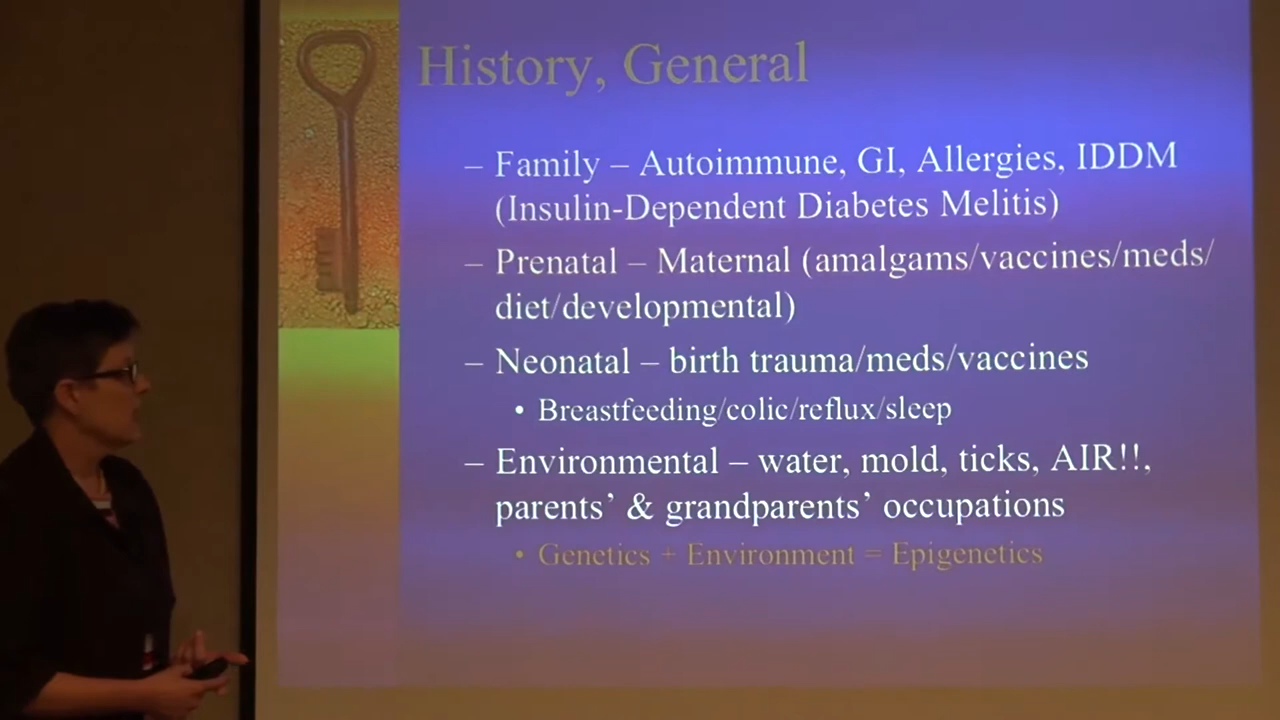 History, General
– Family – Autoimmune, GI, Allergies, IDDM
(Insulin-Dependent Diabetes Melitis)
– Prenatal – Maternal (amalgams/vaccines/meds/
diet/developmental)
– Neonatal – birth trauma/meds/vaccines
• Breastfeeding/colic/reflux/sleep
– Environmental – water, mold, ticks, AIR!!,
parents’ & grandparents’ occupations
• Genetics + Environment = Epigenetics